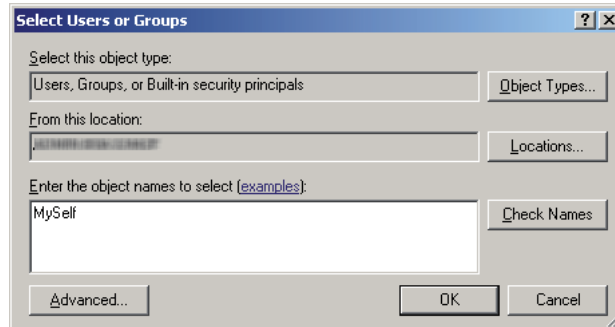 Select Users or Groups
Select this object type:
Users, Groups, or Built-in security principals
Object Types...
From this location:
Locations...
Enter the object names to select (examples):
MySelf
Check Names
Advanced...
OK
Cancel